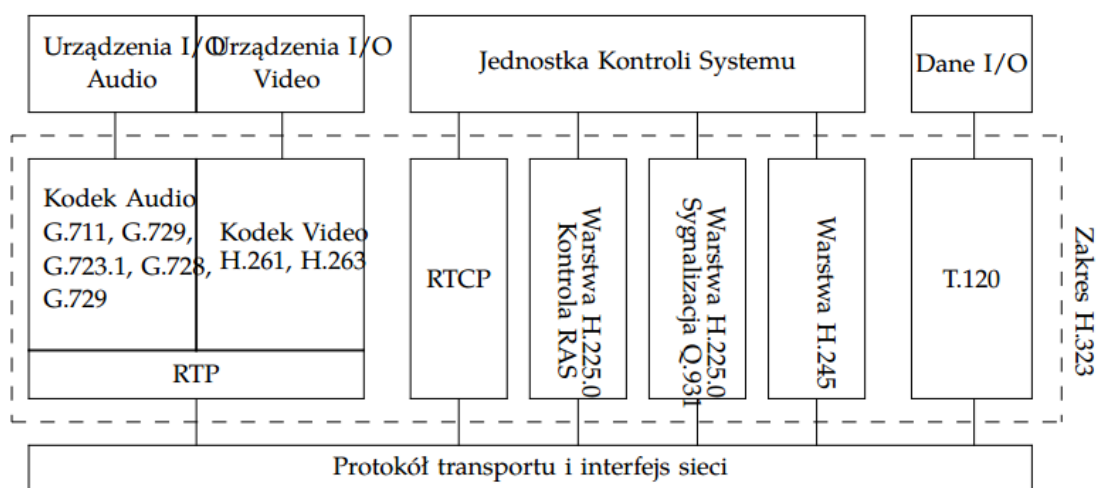 Urządzenia I/O
Audio
Urządzenia I/O
Video
Jednostka Kontroli Systemu
Dane I/O
Kodek Audio
G.711, G.729,
G.723.1, G.728,
G.729
Kodek Video
H.261, H.263
RTP
RTCP
Warstwa H.225.0
Kontrola RAS
Warstwa H.225.0
Sygnalizacja Q.931
Warstwa H.245
T.120
Zakres H.323
Protokół transportu i interfejs sieci